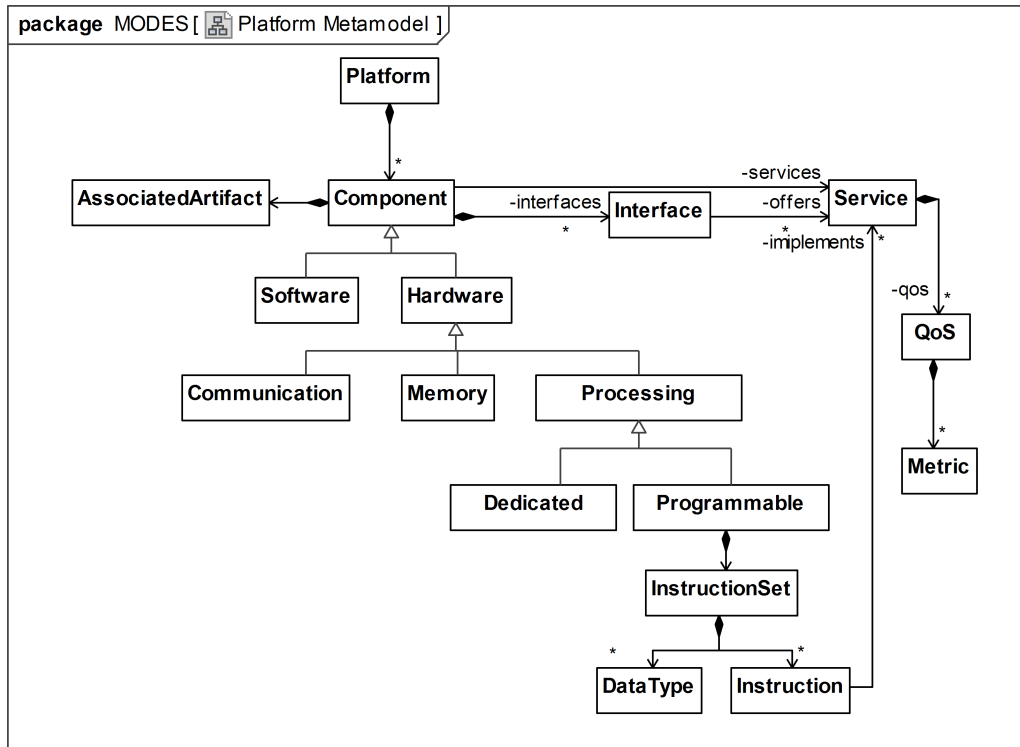 package MODES [ Platform Metamodel ]
Platform
*
AssociatedArtifact
Component
-services
Service
-interfaces
*
Interface
-offers
*
-imiplements
*
Software
Hardware
-qos
*
QoS
Communication
Memory
Processing
*
Metric
Dedicated
Programmable
InstructionSet
*
*
DataType
Instruction